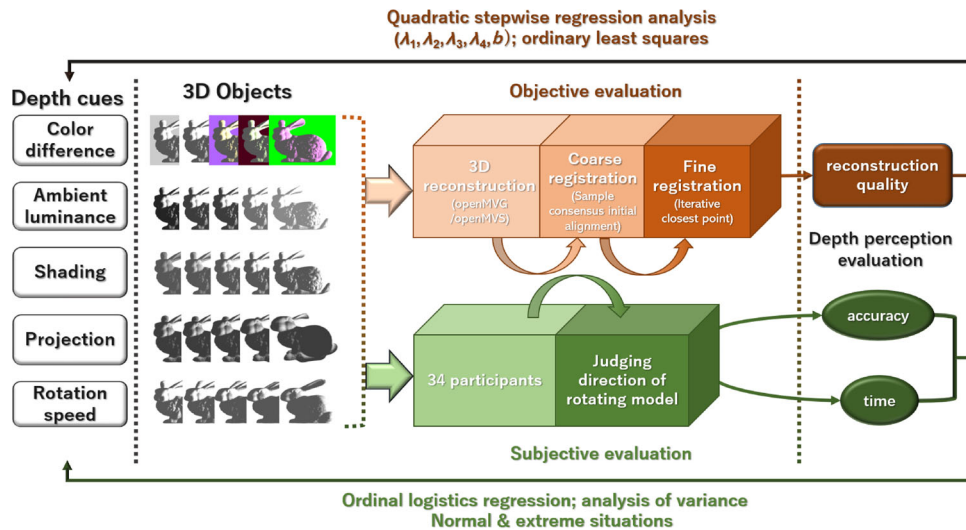 Quadratic stepwise regression analysis
(λ₁, λ₂, λ₃, λ₄, b); ordinary least squares
Depth cues
3D Objects
Objective evaluation
Color
difference
Ambient
luminance
Shading
Projection
Rotation
speed
3D
reconstruction
(openMVG
/openMVS)
Coarse
registration
(Sample
consensus initial
alignment)
Fine
registration
(Iterative
closest point)
reconstruction
quality
Depth perception
evaluation
34 participants
Judging
direction of
rotating model
accuracy
time
Subjective evaluation
Ordinal logistics regression; analysis of variance
Normal & extreme situations